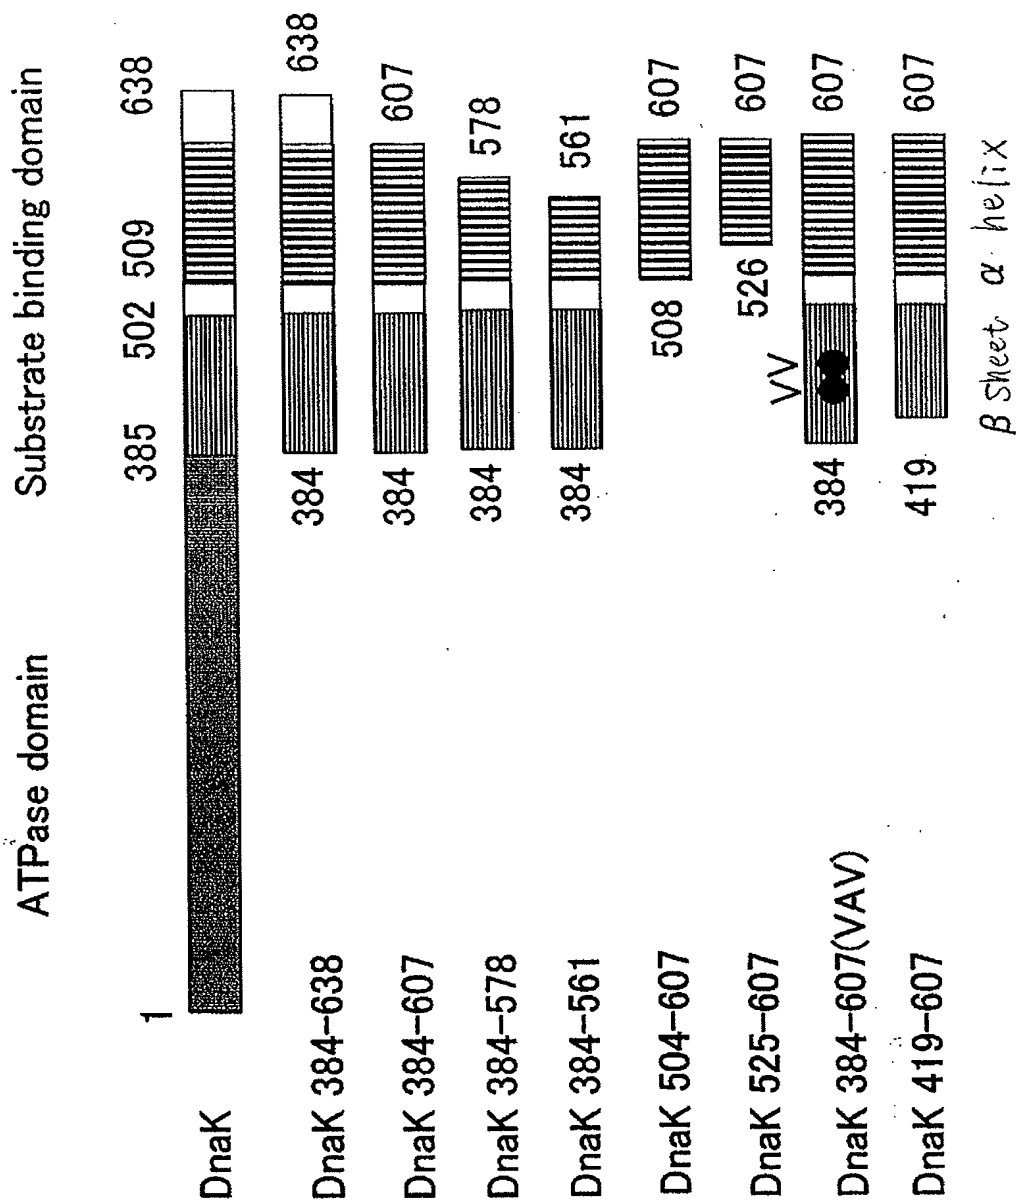 ATPase domain Substrate binding domain
1 385 502 509 638
DnaK
DnaK 384–638 384 638
DnaK 384–607 384 607
DnaK 384–578 384 578
DnaK 384–561 384 561
DnaK 504–607 508 607
DnaK 525–607 526 607
VV
DnaK 384–607(VAV) 384 607
DnaK 419–607 419 607
β sheet α helix